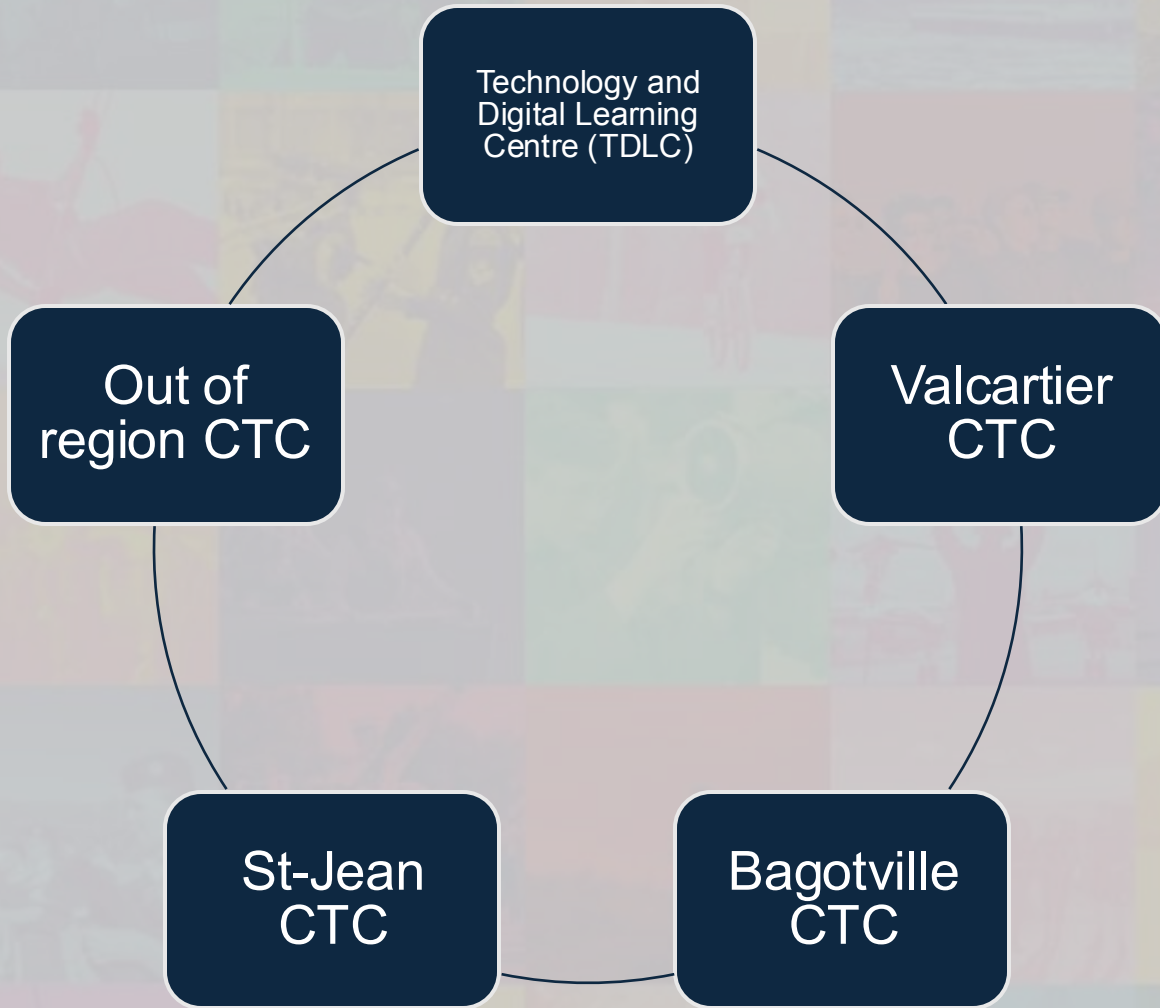 Technology and
Digital Learning
Centre (TDLC)
Out of
region CTC
Valcartier
CTC
St-Jean
CTC
Bagotville
CTC